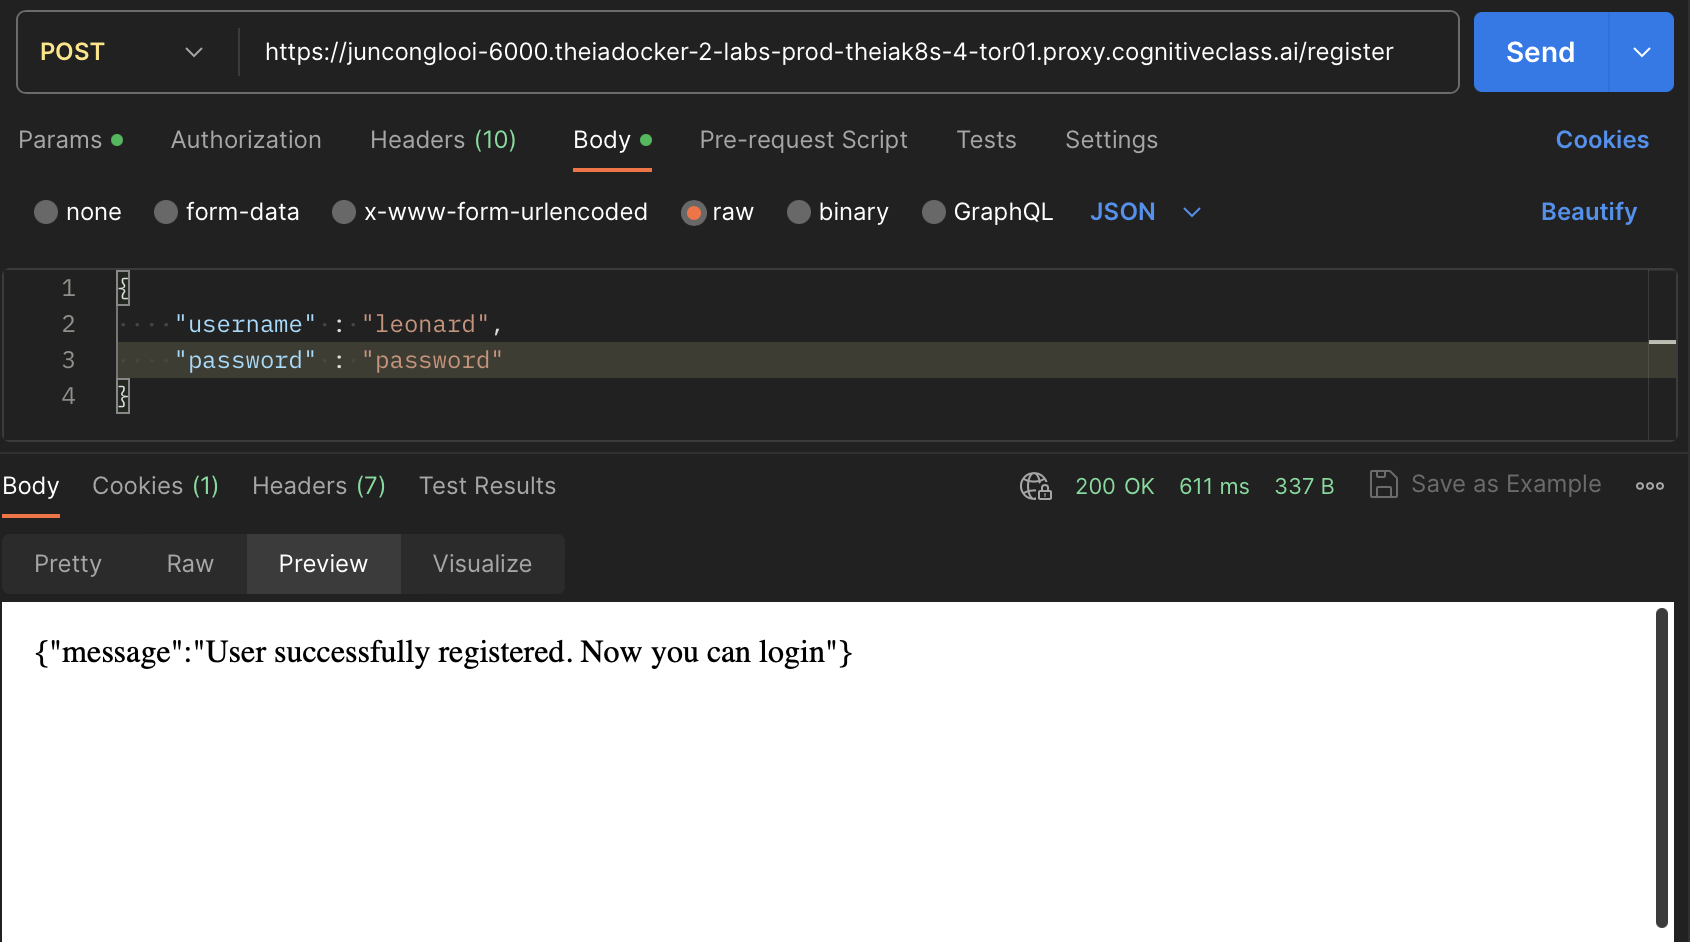 POST https://junconglooi-6000.theiadocker-2-labs-prod-theiak8s-4-tor01.proxy.cognitiveclass.ai/register Send
Params Authorization Headers (10) Body Pre-request Script Tests Settings Cookies
none form-data x-www-form-urlencoded raw binary GraphQL JSON Beautify
1 {
2 "username" : "leonard",
3 "password" : "password"
4 }
Body Cookies (1) Headers (7) Test Results 200 OK 611 ms 337 B Save as Example
Pretty Raw Preview Visualize
{"message":"User successfully registered. Now you can login"}